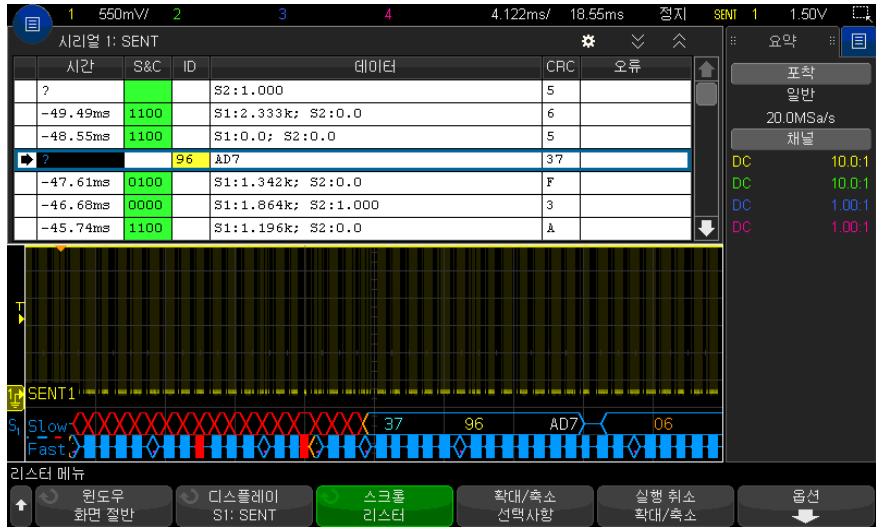 1 550mV/ 2 3 4 4.122ms/ 18.55ms 정지 SENT 1 1.50V
시리얼 1: SENT
요약
시간 S&C ID 데이터 CRC 오류
? S2:1.000 5
-49.49ms 1100 S1:2.333k; S2:0.0 6
-48.55ms 1100 S1:0.0; S2:0.0 5
? 96 AD7 37
-47.61ms 0100 S1:1.342k; S2:0.0 F
-46.68ms 0000 S1:1.864k; S2:1.000 3
-45.74ms 1100 S1:1.196k; S2:0.0 A
포착
일반
20.0MSa/s
채널
DC 10.0:1
DC 10.0:1
DC 1.00:1
DC 1.00:1
T
1 SENT1
S1 Slow 37 96 AD7 06
Fast
리스터 메뉴
윈도우
화면 절반
디스플레이
S1: SENT
스크롤
리스터
확대/축소
선택사항
실행 취소
확대/축소
옵션